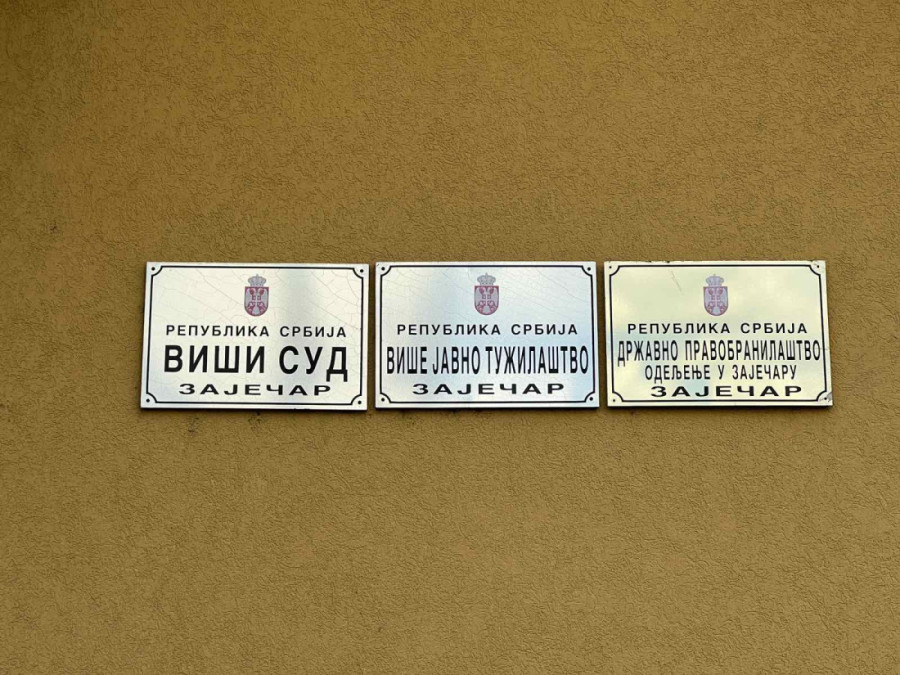 РЕПУБЛИКА СРБИЈА
ВИШИ СУД
ЗАЈЕЧАР
РЕПУБЛИКА СРБИЈА
ВИШЕ ЈАВНО ТУЖИЛАШТВО
ЗАЈЕЧАР
РЕПУБЛИКА СРБИЈА
ДРЖАВНО ПРАВОБРАНИЛАШТВО
ОДЕЉЕЊЕ У ЗАЈЕЧАРУ
ЗАЈЕЧАР